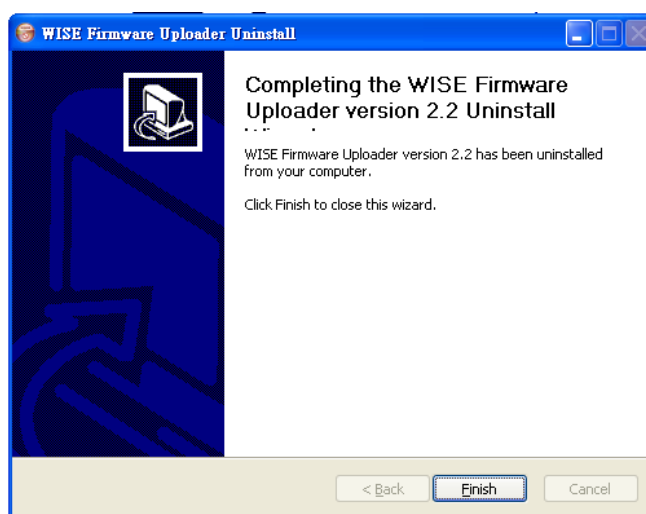 WISE Firmware Uploader Uninstall
Completing the WISE Firmware
Uploader version 2.2 Uninstall
WISE Firmware Uploader version 2.2 has been uninstalled
from your computer.
Click Finish to close this wizard.
< Back
Finish
Cancel